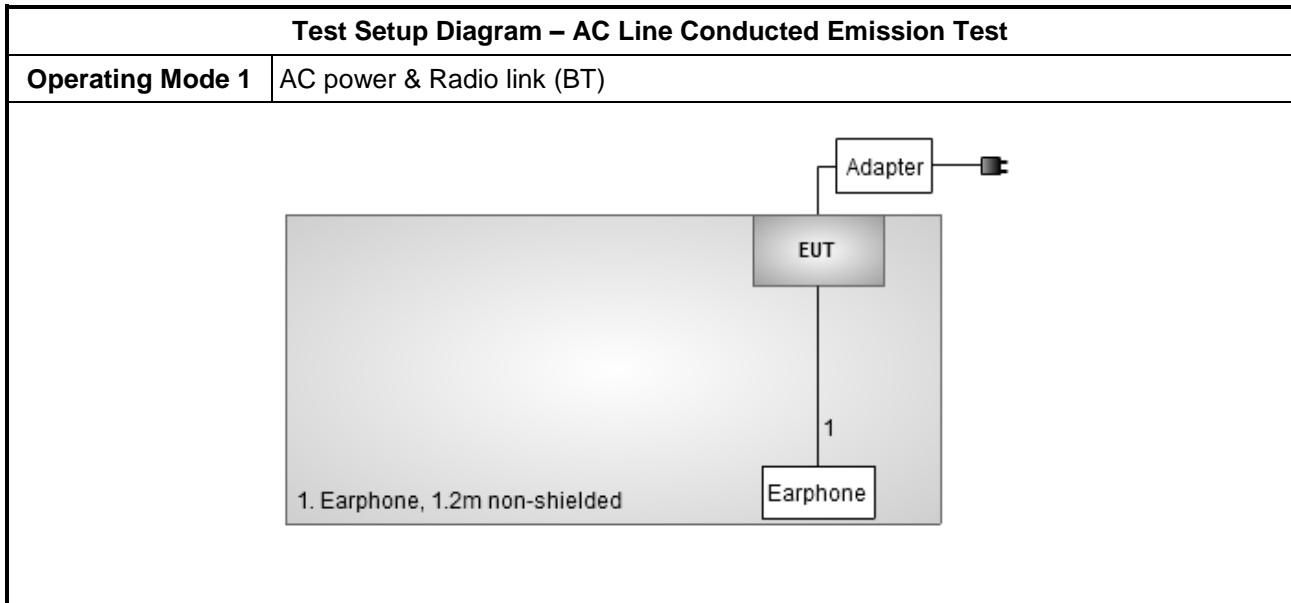 Test Setup Diagram – AC Line Conducted Emission Test
Operating Mode 1 AC power & Radio link (BT)
Adapter
EUT
1
Earphone
1. Earphone, 1.2m non-shielded